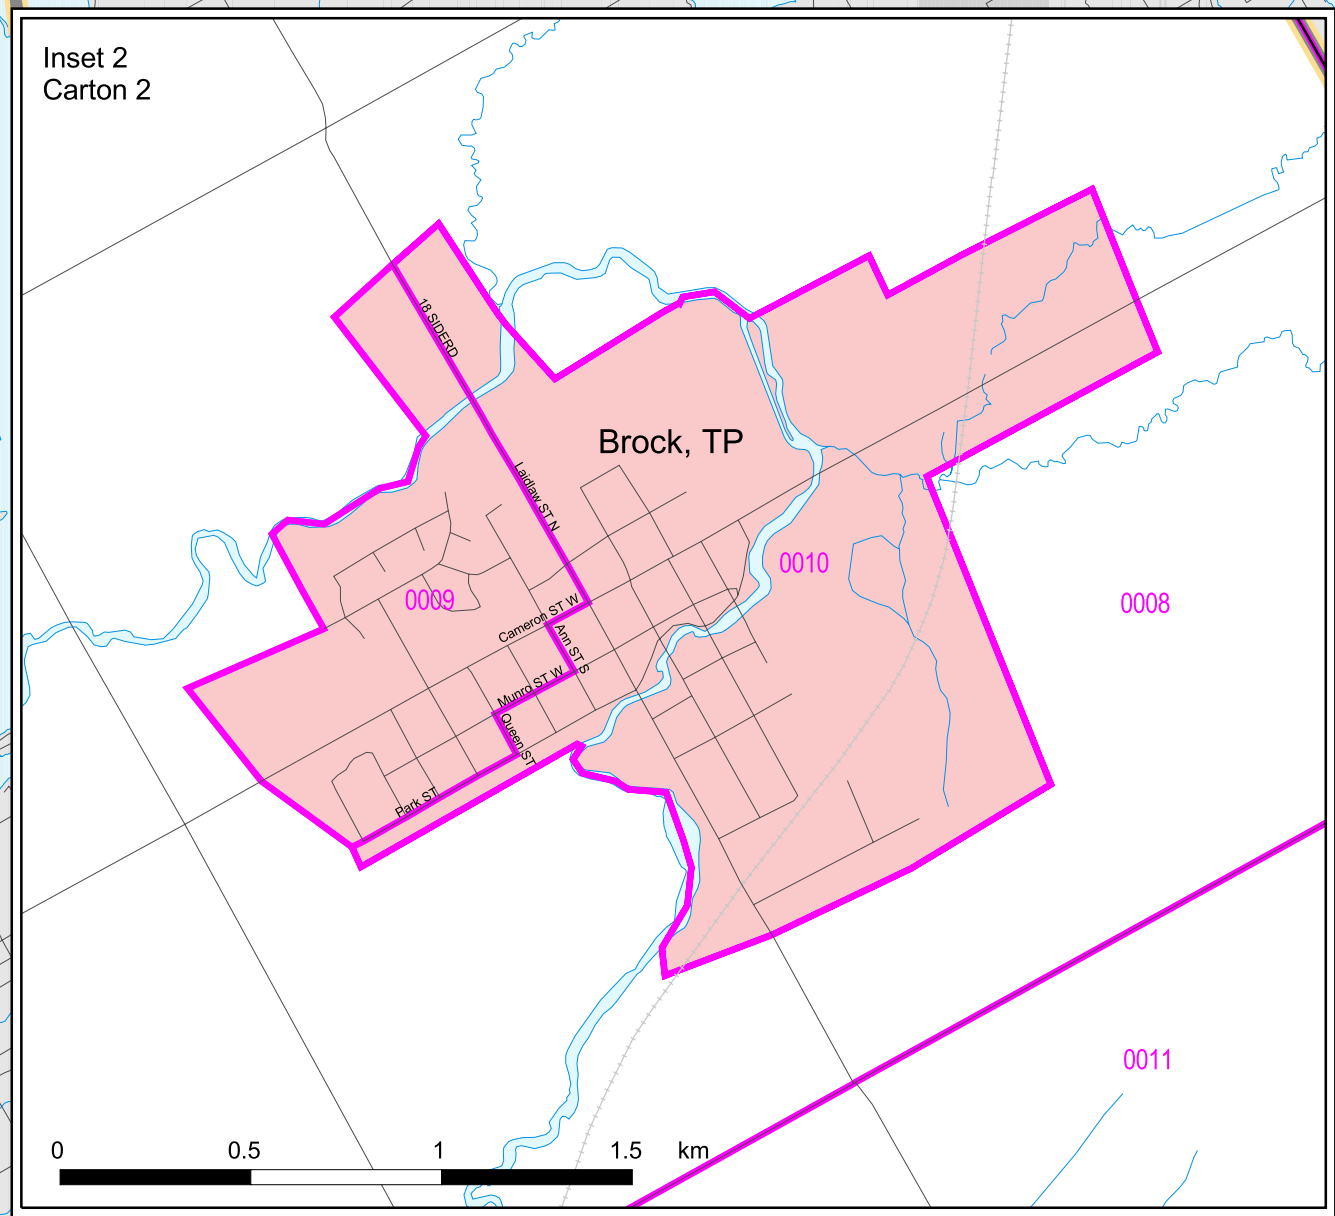 Inset 2
Carton 2
18 SIDERD
Brock, TP
Laidlaw ST N
0010
0009
0008
Cameron ST W
Ann ST S
Munro ST W
Queen ST
Park ST
0011
0 0.5 1 1.5 km